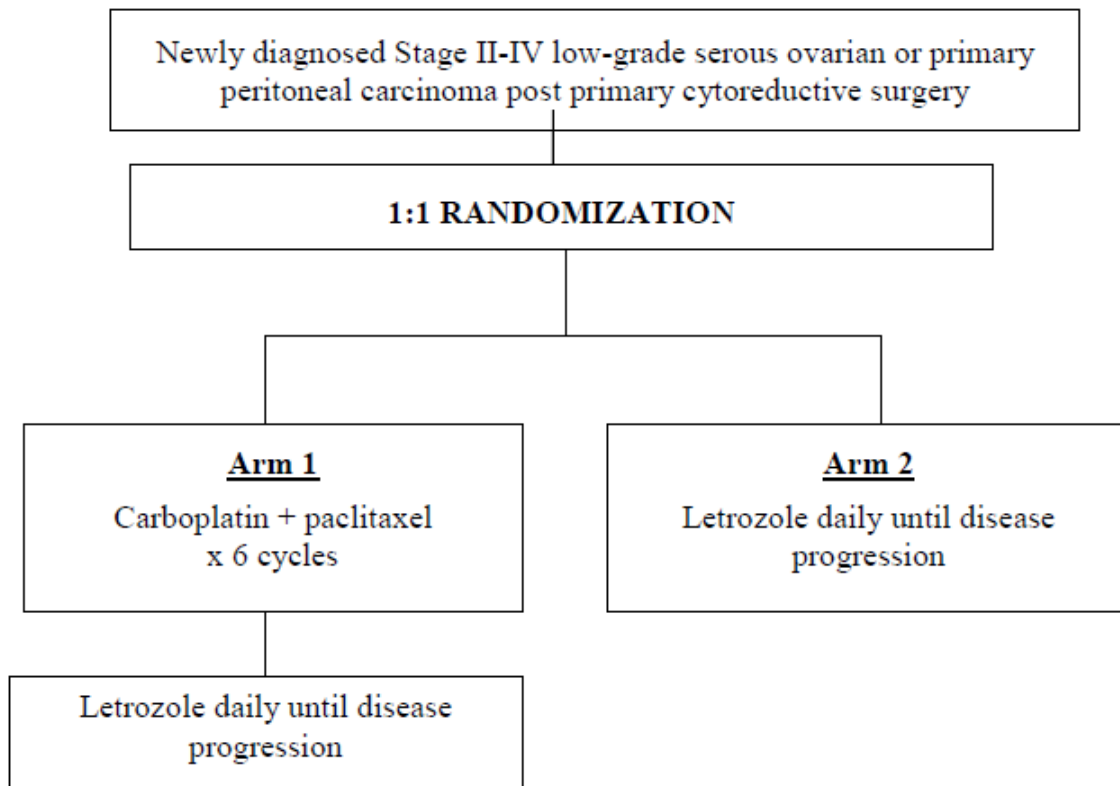 Newly diagnosed Stage II-IV low-grade serous ovarian or primary
peritoneal carcinoma post primary cytoreductive surgery
1:1 RANDOMIZATION
Arm 1
Carboplatin + paclitaxel
x 6 cycles
Letrozole daily until disease
progression
Arm 2
Letrozole daily until disease
progression